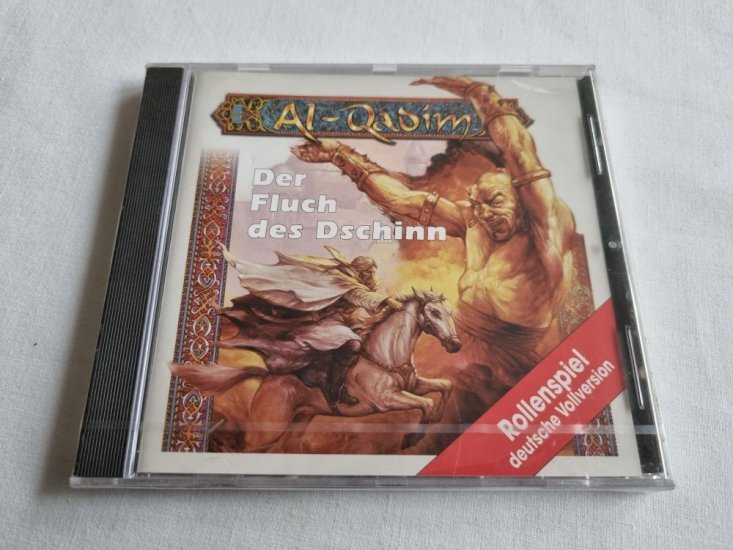 Al-Qadim
Der
Fluch
des Dschinn
Rollenspiel
deutsche Vollversion